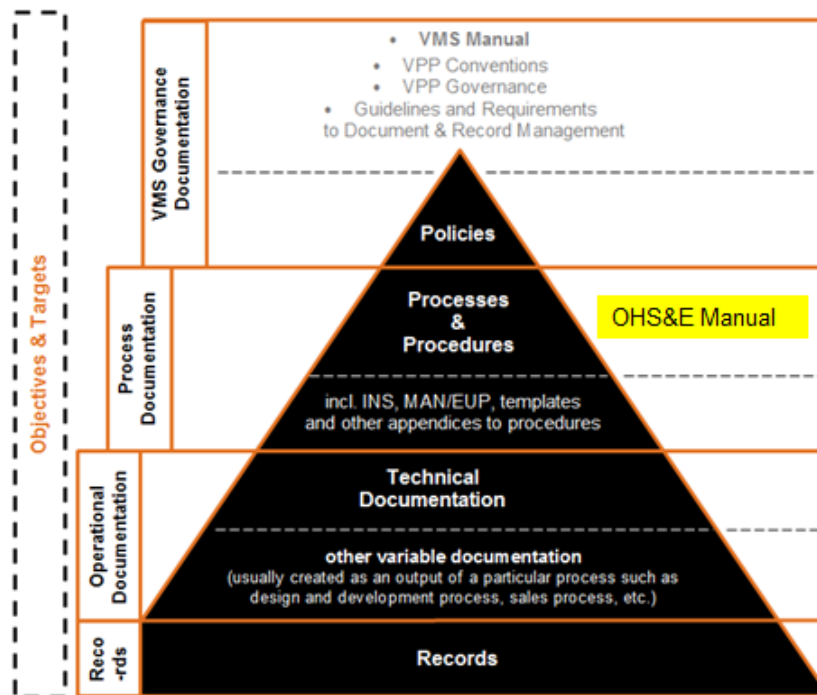 Objectives & Targets
VMS Governance
Documentation
• VMS Manual
• VPP Conventions
• VPP Governance
• Guidelines and Requirements
to Document & Record Management
Policies
Process
Documentation
Processes
&
Procedures
OHS&E Manual
incl. INS, MAN/EUP, templates
and other appendices to procedures
Operational
Documentation
Technical
Documentation
other variable documentation
(usually created as an output of a particular process such as
design and development process, sales process, etc.)
Reco
-rds
Records